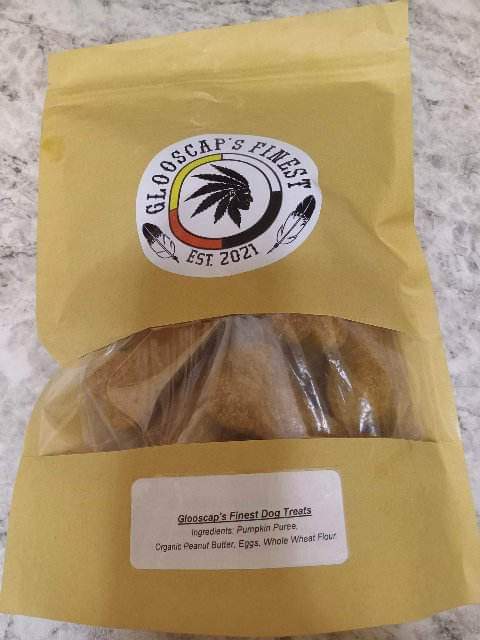 GLOOSCAP'S FINEST
EST. 2021
Glooscap's Finest Dog Treats
Ingredients: Pumpkin Puree,
Organic Peanut Butter, Eggs, Whole Wheat Flour